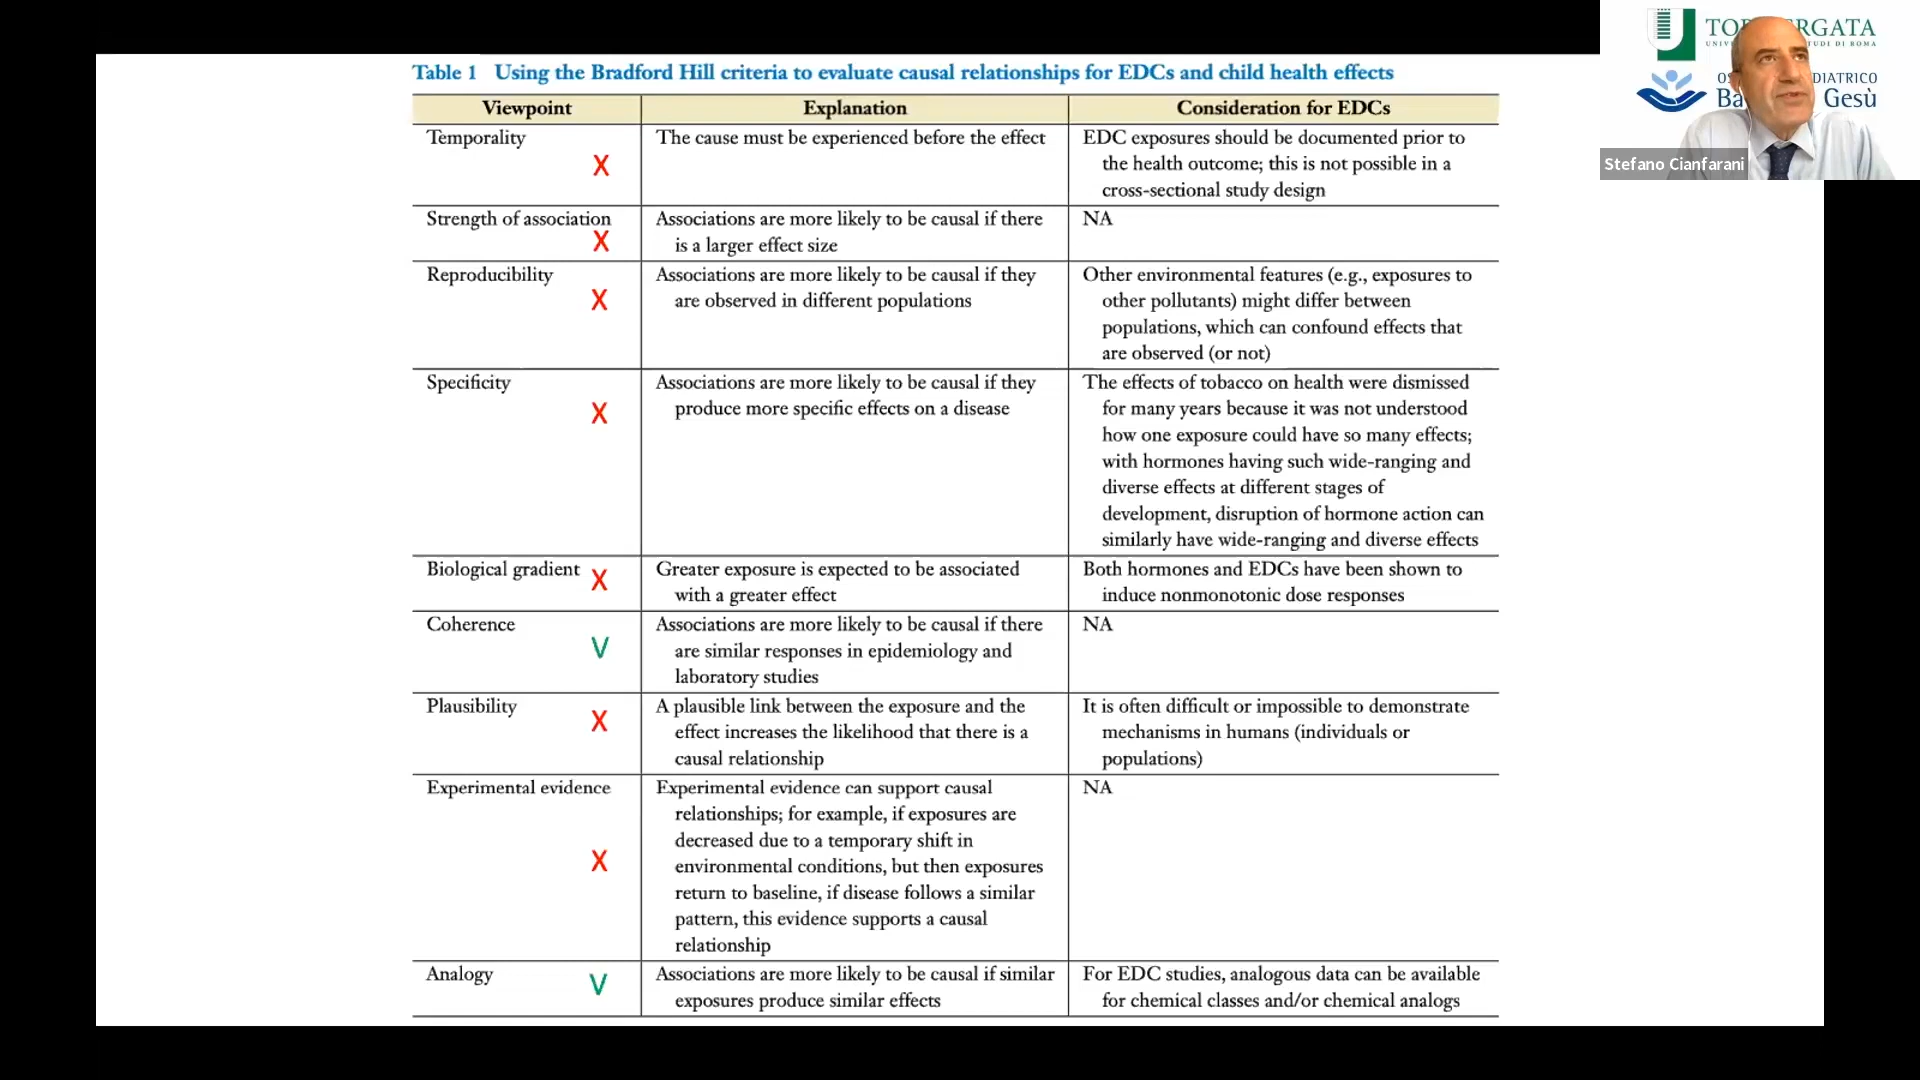 Table 1 Using the Bradford Hill criteria to evaluate causal relationships for EDCs and child health effects
Viewpoint Explanation Consideration for EDCs
Temporality The cause must be experienced before the effect EDC exposures should be documented prior to
X the health outcome; this is not possible in a
cross-sectional study design
Strength of association Associations are more likely to be causal if there NA
X is a larger effect size
Reproducibility Associations are more likely to be causal if they Other environmental features (e.g., exposures to
X are observed in different populations other pollutants) might differ between
populations, which can confound effects that
are observed (or not)
Specificity Associations are more likely to be causal if they The effects of tobacco on health were dismissed
X produce more specific effects on a disease for many years because it was not understood
how one exposure could have so many effects;
with hormones having such wide-ranging and
diverse effects at different stages of
development, disruption of hormone action can
similarly have wide-ranging and diverse effects
Biological gradient X Greater exposure is expected to be associated Both hormones and EDCs have been shown to
with a greater effect induce nonmonotonic dose responses
Coherence Associations are more likely to be causal if there NA
V are similar responses in epidemiology and
laboratory studies
Plausibility A plausible link between the exposure and the It is often difficult or impossible to demonstrate
X effect increases the likelihood that there is a mechanisms in humans (individuals or
causal relationship populations)
Experimental evidence Experimental evidence can support causal NA
relationships; for example, if exposures are
decreased due to a temporary shift in
X environmental conditions, but then exposures
return to baseline, if disease follows a similar
pattern, this evidence supports a causal
relationship
Analogy V Associations are more likely to be causal if similar For EDC studies, analogous data can be available
exposures produce similar effects for chemical classes and/or chemical analogs
Gesù
Stefano Cianfarani